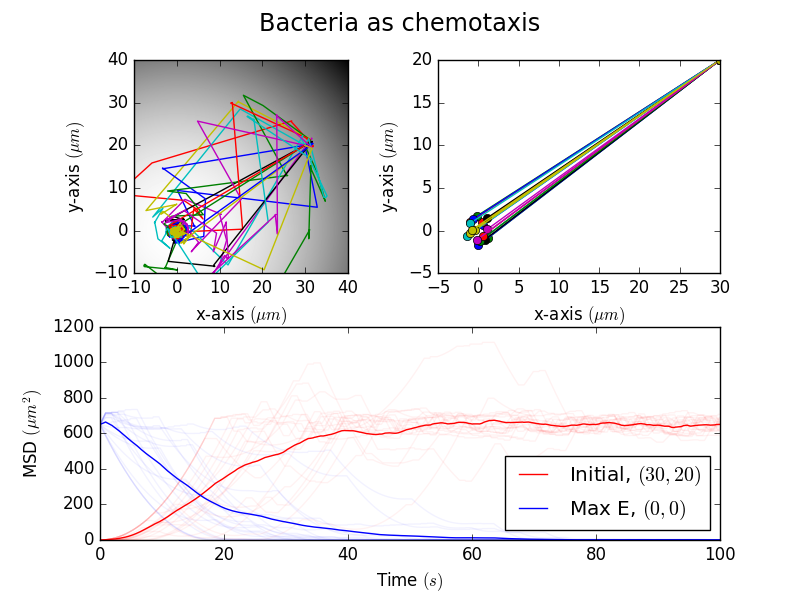 Bacteria as chemotaxis
40
30
20
10
0
−10
y-axis (μm)
−10 0 10 20 30 40
x-axis (μm)
20
15
10
5
0
−5
y-axis (μm)
−5 0 5 10 15 20 25 30
x-axis (μm)
1200
1000
800
600
400
200
0
MSD (μm²)
Initial, (30, 20)
Max E, (0, 0)
0 20 40 60 80 100
Time (s)